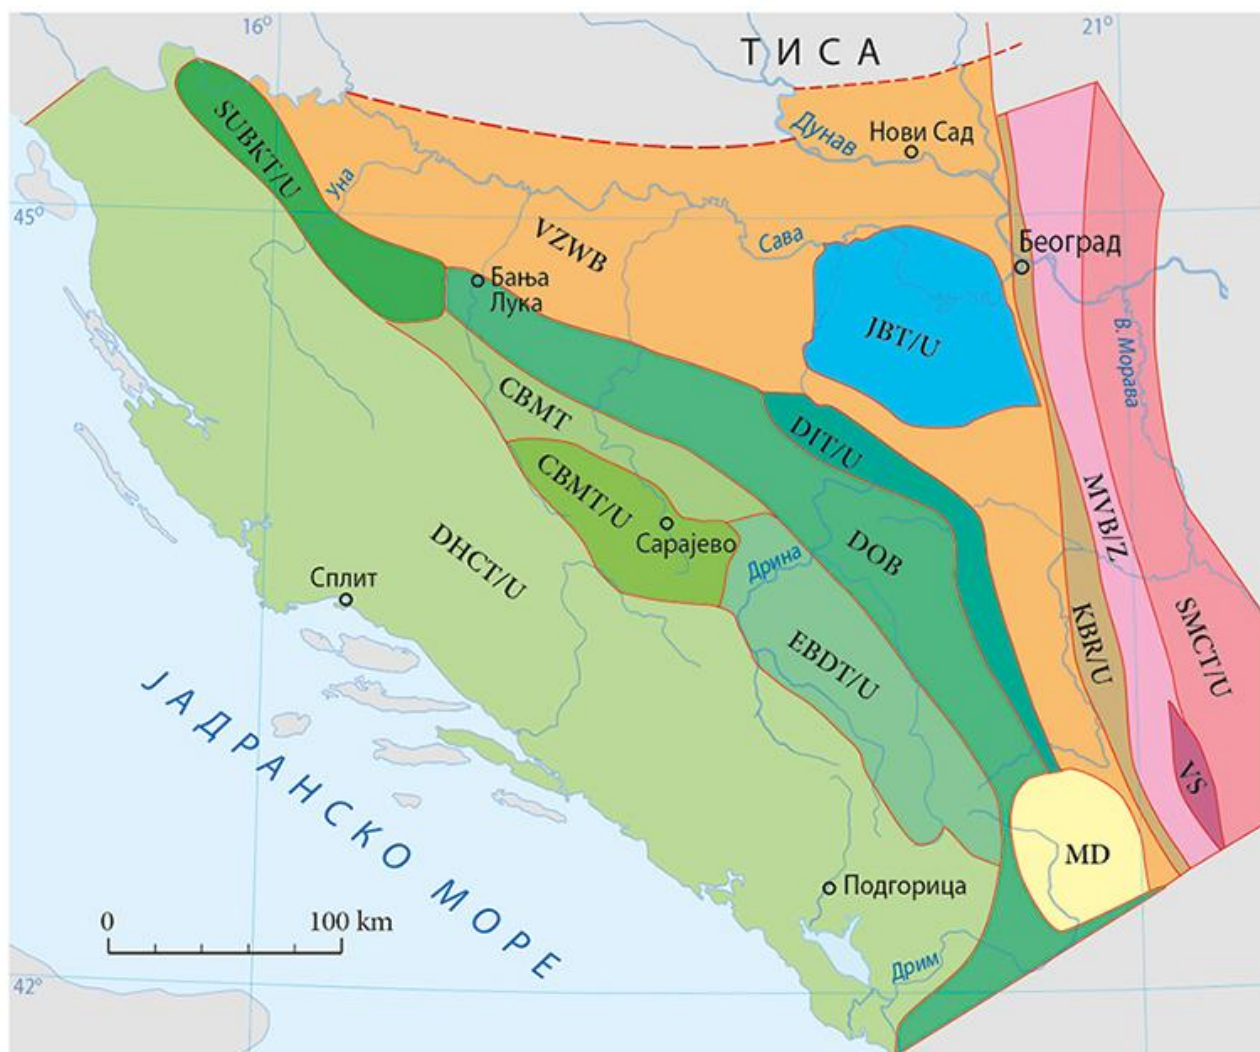 16°
21°
ТИСА
SUBKT/U
Дунав
Нови Сад
Уна
45°
VZWB
Сава
Београд
Бања
Лука
JBT/U
В. Морава
CBMT
DIT/U
CBMT/U
MVB/Z
Сарајево
DHCT/U
DOB
Дрина
Сплит
KBR/U
SMCT/U
EBDT/U
ЈАДРАНСКО МОРЕ
VS
MD
Подгорица
0
100 km
Дрим
42°